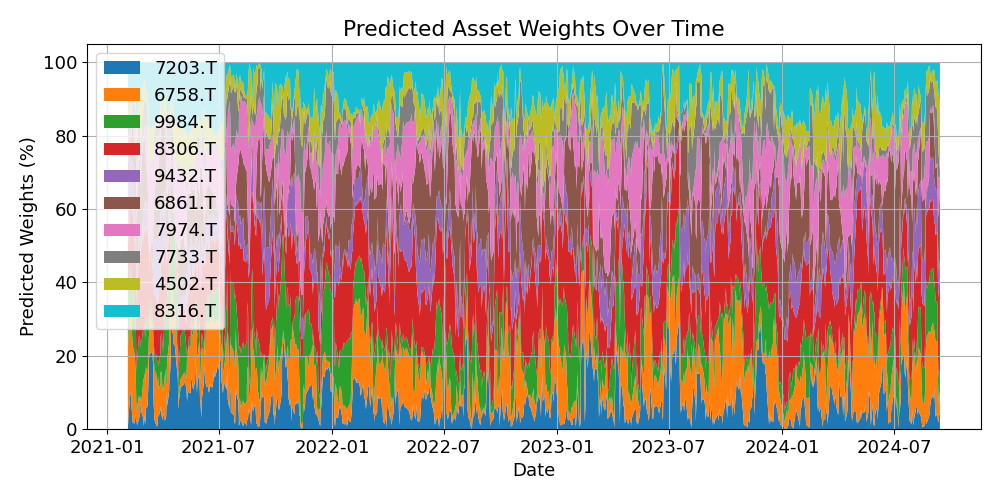 Predicted Asset Weights Over Time
100
80
60
40
20
0
Predicted Weights (%)
7203.T
6758.T
9984.T
8306.T
9432.T
6861.T
7974.T
7733.T
4502.T
8316.T
2021-01 2021-07 2022-01 2022-07 2023-01 2023-07 2024-01 2024-07
Date